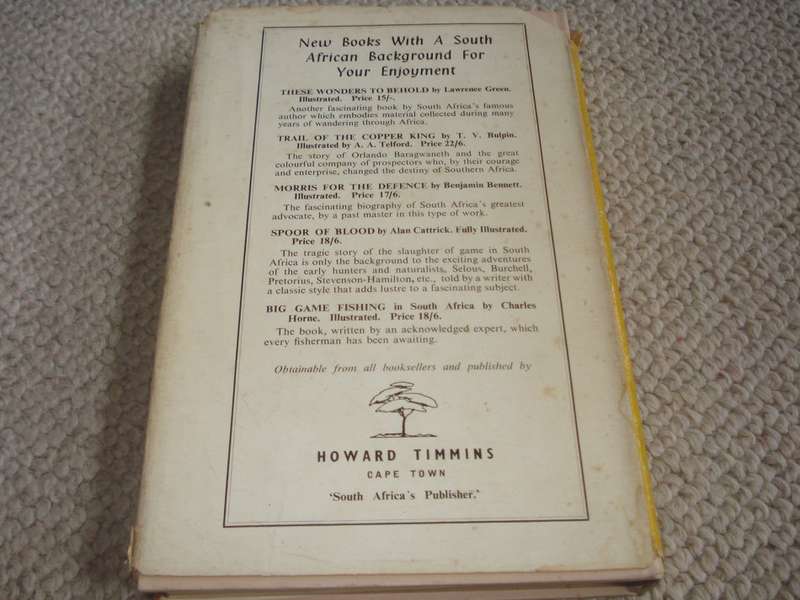 New Books With A South
African Background For
Your Enjoyment
THESE WONDERS TO BEHOLD by Lawrence Green.
Illustrated. Price 15/-.
Another fascinating book by South Africa's famous
author which embodies material collected during many
years of wandering through Africa.
TRAIL OF THE COPPER KING by T. V. Bulpin.
Illustrated by A. A. Telford. Price 22/6.
The story of Orlando Baragwaneth and the great
colourful company of prospectors who, by their courage
and enterprise, changed the destiny of Southern Africa.
MORRIS FOR THE DEFENCE by Benjamin Bennett.
Illustrated. Price 17/6.
The fascinating biography of South Africa's greatest
advocate, by a past master in this type of work.
SPOOR OF BLOOD by Alan Cattrick. Fully Illustrated.
Price 18/6.
The tragic story of the slaughter of game in South
Africa is only the background to the exciting adventures
of the early hunters and naturalists, Selous, Burchell,
Pretorius, Stevenson-Hamilton, etc., told by a writer with
a classic style that adds lustre to a fascinating subject.
BIG GAME FISHING in South Africa by Charles
Horne. Illustrated. Price 18/6.
The book, written by an acknowledged expert, which
every fisherman has been awaiting.
Obtainable from all booksellers and published by
HOWARD TIMMINS
CAPE TOWN
'South Africa's Publisher.'